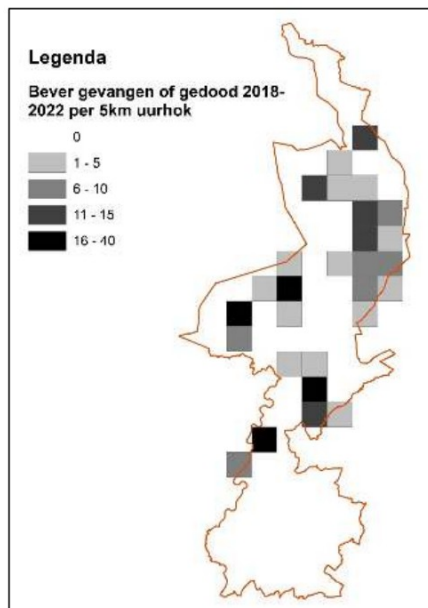 Legenda
Bever gevangen of gedood 2018-
2022 per 5km uurhok
0
1 - 5
6 - 10
11 - 15
16 - 40